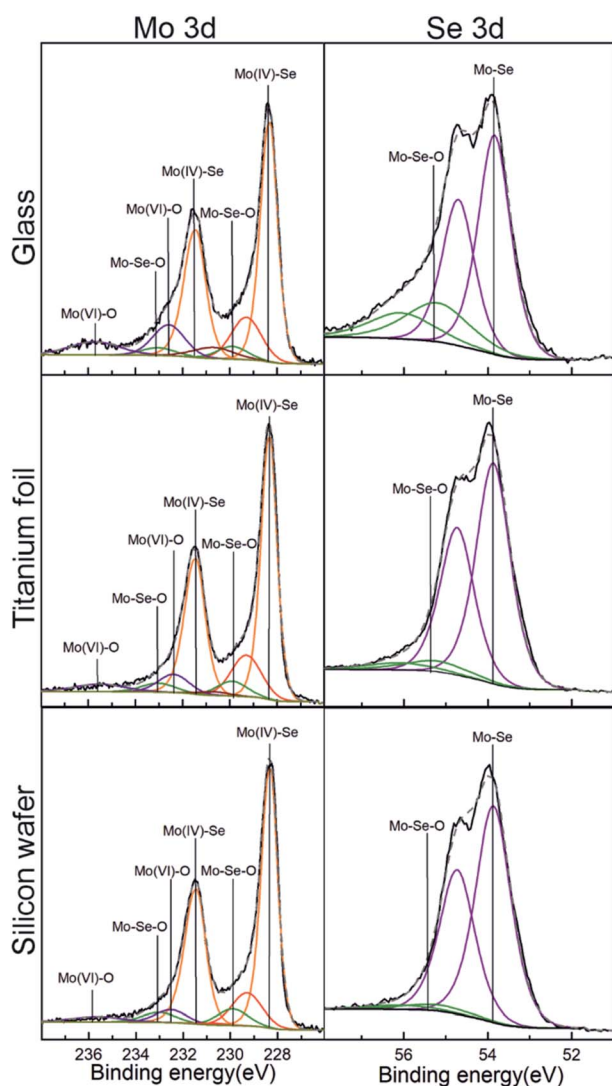 Mo 3d
Se 3d
Glass
Mo(IV)-Se
Mo(IV)-Se
Mo(VI)-O
Mo-Se-O
Mo-Se-O
Mo(VI)-O
Mo-Se
Mo-Se-O
Titanium foil
Mo(IV)-Se
Mo(IV)-Se
Mo(VI)-O
Mo-Se-O
Mo-Se-O
Mo(VI)-O
Mo-Se
Mo-Se-O
Silicon wafer
Mo(IV)-Se
Mo(IV)-Se
Mo(VI)-O
Mo-Se-O
Mo-Se-O
Mo(VI)-O
Mo-Se
Mo-Se-O
236 234 232 230 228
56 54 52
Binding energy(eV)
Binding energy(eV)